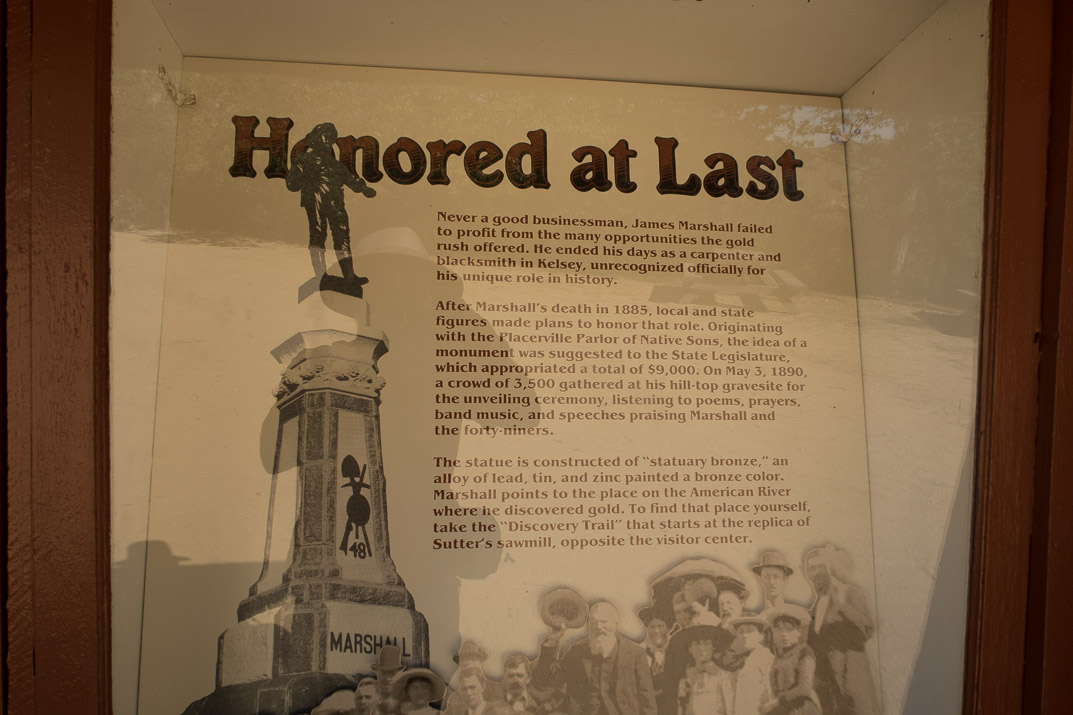 Honored at Last
Never a good businessman, James Marshall failed
to profit from the many opportunities the gold
rush offered. He ended his days as a carpenter and
blacksmith in Kelsey, unrecognized officially for
his unique role in history.
After Marshall's death in 1885, local and state
figures made plans to honor that role. Originating
with the Placerville Parlor of Native Sons, the idea of a
monument was suggested to the State Legislature,
which appropriated a total of $9,000. On May 3, 1890,
a crowd of 3,500 gathered at his hill-top gravesite for
the unveiling ceremony, listening to poems, prayers,
band music, and speeches praising Marshall and
the forty-niners.
The statue is constructed of "statuary bronze," an
alloy of lead, tin, and zinc painted a bronze color.
Marshall points to the place on the American River
where he discovered gold. To find that place yourself,
take the "Discovery Trail" that starts at the replica of
Sutter's sawmill, opposite the visitor center.
48
MARSHALL